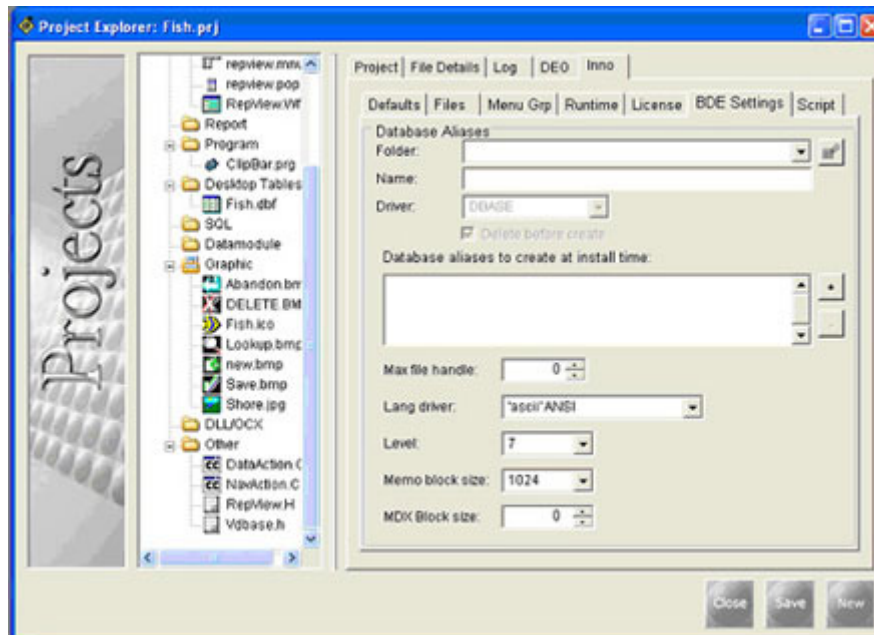 Project Explorer: Fish.prj
Projects
repview.mnu
repview.pop
RepView.Wf
Report
Program
ClipBar.prg
Desktop Tables
Fish.dbf
SQL
Datamodule
Graphic
Abandon.bm
DELETE.BM
Fish.ico
Lookup.bmp
new.bmp
Save.bmp
Shore.jpg
DLL/OCX
Other
DataAction.C
NavAction.C
RepView.H
Vdbase.h
Project File Details Log DEO Inno
Defaults Files Menu Grp Runtime License BDE Settings Script
Database Aliases
Folder:
Name:
Driver: DBASE
Delete before create
Database aliases to create at install time:
Max file handle: 0
Lang driver: "ascii"ANSI
Level: 7
Memo block size: 1024
MDX Block size: 0
Close Save New